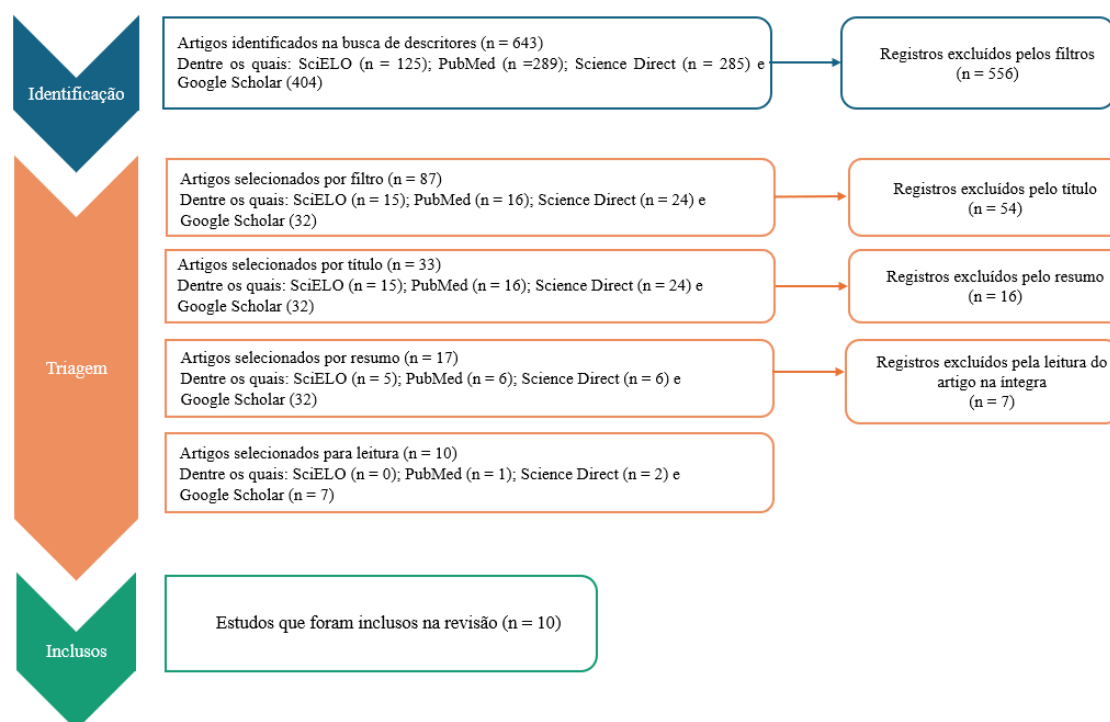 Identificação
Artigos identificados na busca de descritores (n = 643)
Dentre os quais: SciELO (n = 125); PubMed (n =289); Science Direct (n = 285) e
Google Scholar (404)
Registros excluídos pelos filtros
(n = 556)
Triagem
Artigos selecionados por filtro (n = 87)
Dentre os quais: SciELO (n = 15); PubMed (n = 16); Science Direct (n = 24) e
Google Scholar (32)
Registros excluídos pelo título
(n = 54)
Artigos selecionados por título (n = 33)
Dentre os quais: SciELO (n = 15); PubMed (n = 16); Science Direct (n = 24) e
Google Scholar (32)
Registros excluídos pelo resumo
(n = 16)
Artigos selecionados por resumo (n = 17)
Dentre os quais: SciELO (n = 5); PubMed (n = 6); Science Direct (n = 6) e
Google Scholar (32)
Registros excluídos pela leitura do
artigo na íntegra
(n = 7)
Artigos selecionados para leitura (n = 10)
Dentre os quais: SciELO (n = 0); PubMed (n = 1); Science Direct (n = 2) e
Google Scholar (n = 7)
Inclusos
Estudos que foram inclusos na revisão (n = 10)